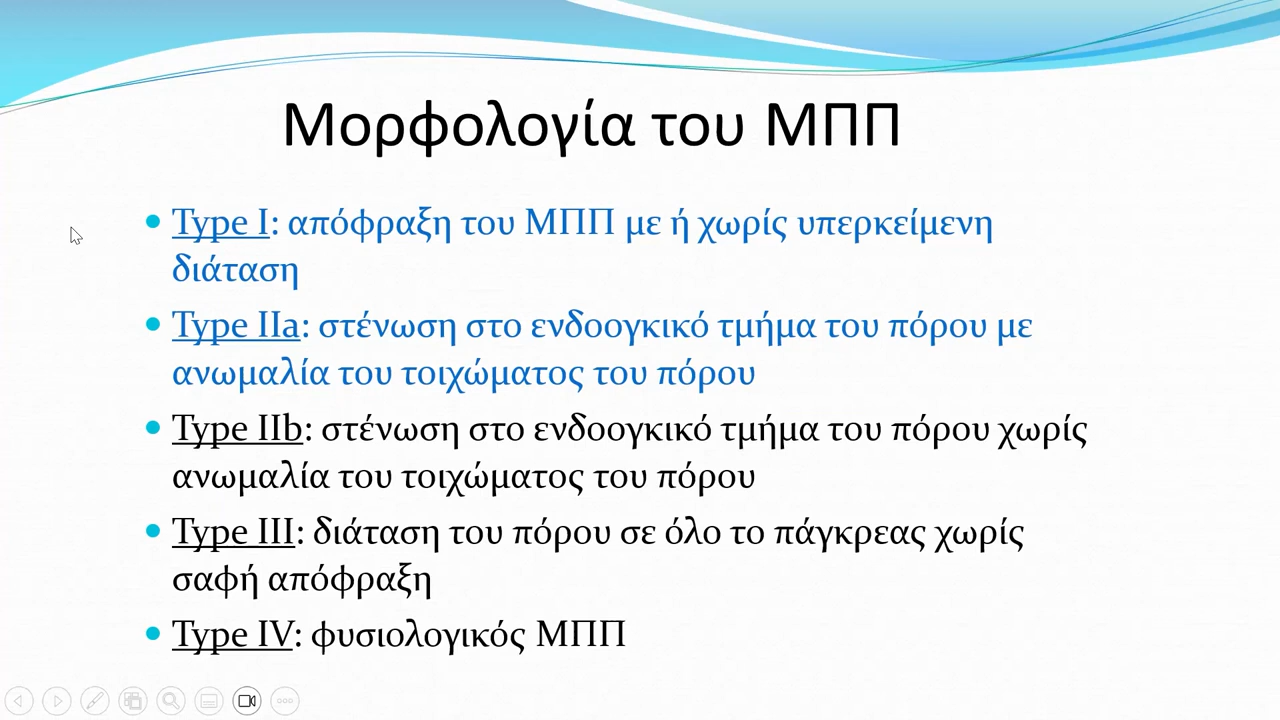 Μορφολογία του ΜΠΠ
Type I: απόφραξη του ΜΠΠ με ή χωρίς υπερκείμενη
διάταση
Type IIa: στένωση στο ενδοογκικό τμήμα του πόρου με
ανωμαλία του τοιχώματος του πόρου
Type IIb: στένωση στο ενδοογκικό τμήμα του πόρου χωρίς
ανωμαλία του τοιχώματος του πόρου
Type III: διάταση του πόρου σε όλο το πάγκρεας χωρίς
σαφή απόφραξη
Type IV: φυσιολογικός ΜΠΠ